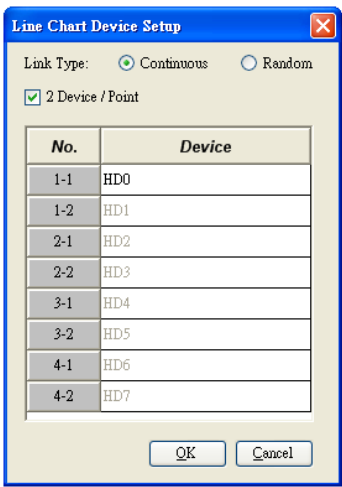 Line Chart Device Setup
Link Type: Continuous Random
2 Device / Point
No. Device
1-1 HD0
1-2 HD1
2-1 HD2
2-2 HD3
3-1 HD4
3-2 HD5
4-1 HD6
4-2 HD7
OK Cancel